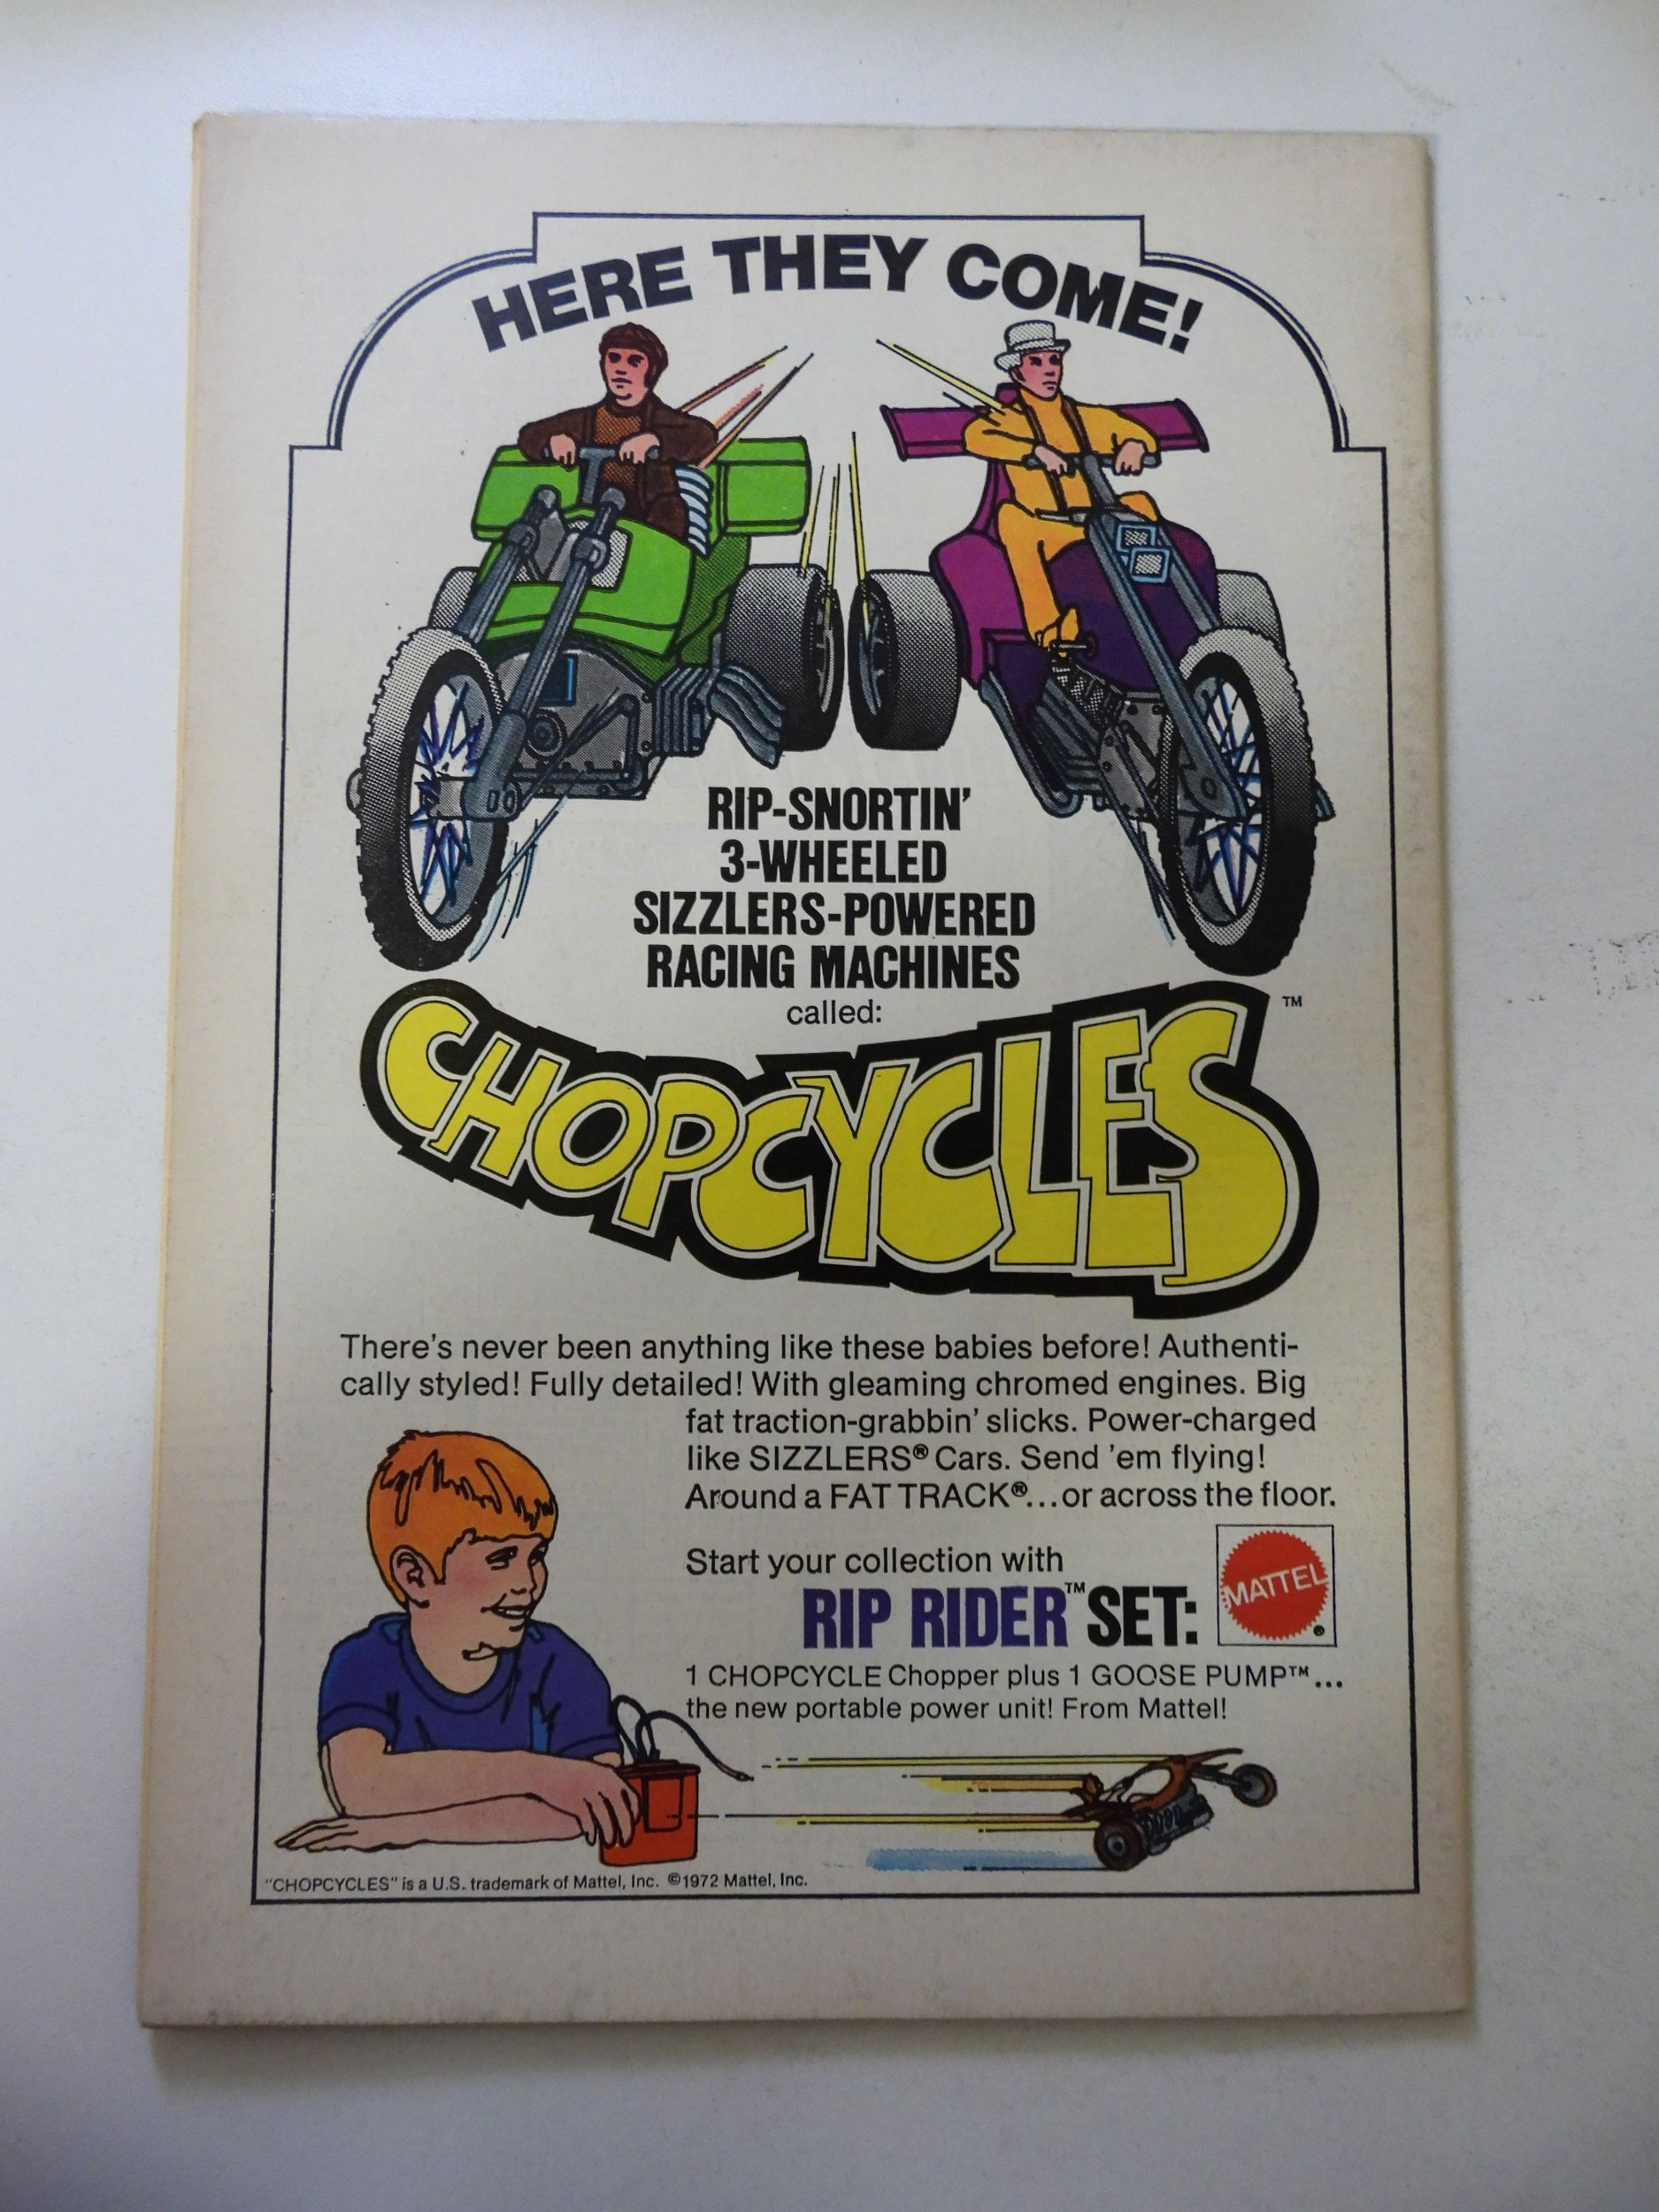 HERE THEY COME!
RIP-SNORTIN'
3-WHEELED
SIZZLERS-POWERED
RACING MACHINES
called:
CHOPCYCLES™
There's never been anything like these babies before! Authenti-
cally styled! Fully detailed! With gleaming chromed engines. Big
fat traction-grabbin' slicks. Power-charged
like SIZZLERS® Cars. Send 'em flying!
Around a FAT TRACK®...or across the floor.
Start your collection with
RIP RIDER™ SET:
MATTEL®
1 CHOPCYCLE Chopper plus 1 GOOSE PUMP™...
the new portable power unit! From Mattel!
"CHOPCYCLES" is a U.S. trademark of Mattel, Inc. ©1972 Mattel, Inc.